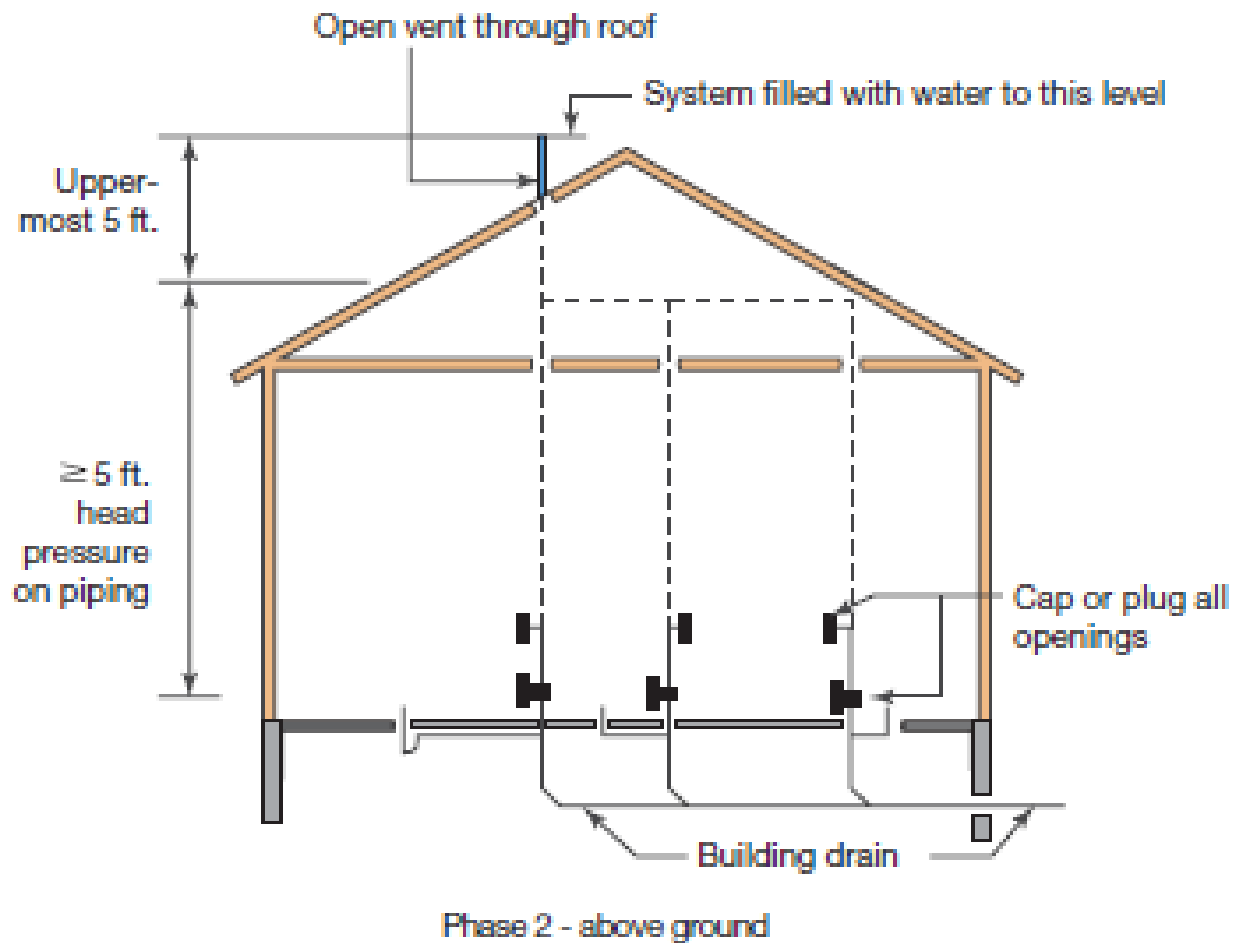 Open vent through roof
System filled with water to this level
Upper-
most 5 ft.
≥5 ft.
head
pressure
on piping
Cap or plug all
openings
Building drain
Phase 2 - above ground